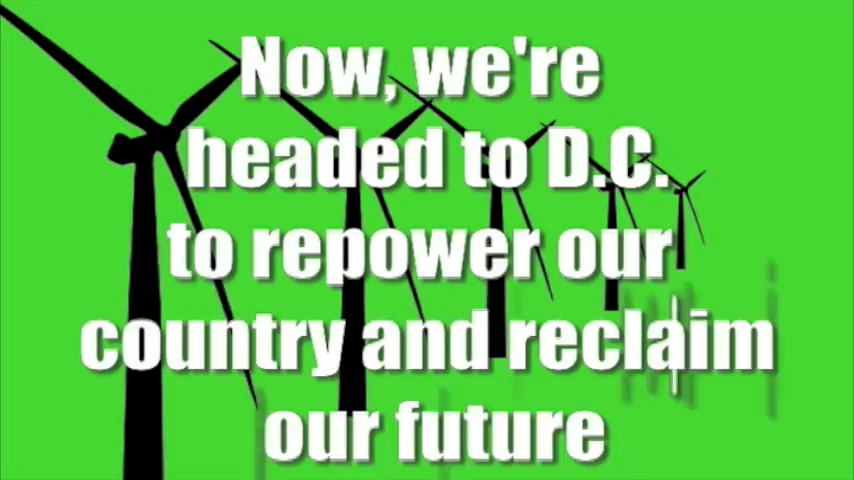 Now, we're
headed to D.C.
to repower our
country and reclaim
our future